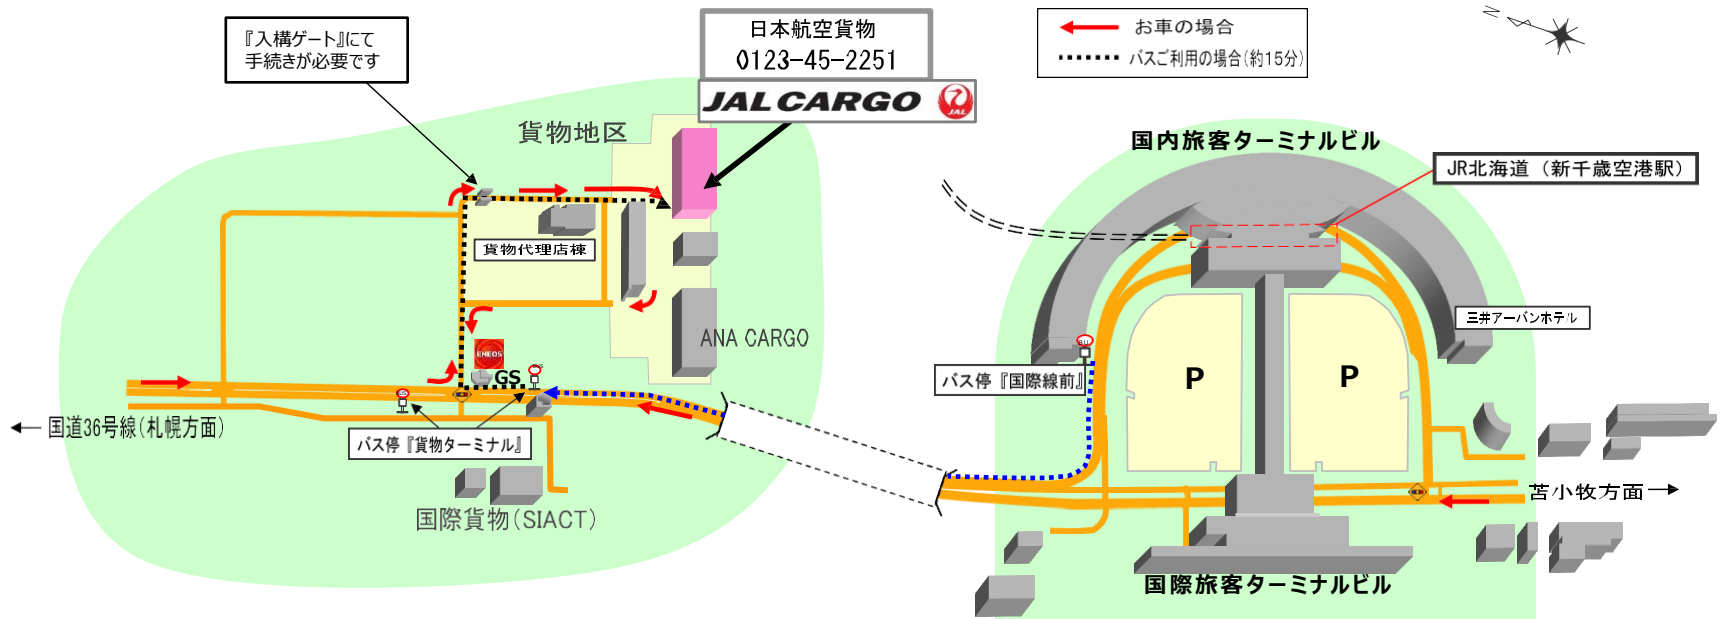 『入構ゲート』にて
手続きが必要です
日本航空貨物
0123-45-2251
JAL CARGO
JAL
お車の場合
バスご利用の場合(約15分)
N
貨物地区
貨物代理店棟
ANA CARGO
ENEOS
GS
バス停『貨物ターミナル』
国道36号線(札幌方面)
国際貨物(SIACT)
国内旅客ターミナルビル
JR北海道(新千歳空港駅)
三井アーバンホテル
バス停『国際線前』
P
P
苫小牧方面
国際旅客ターミナルビル